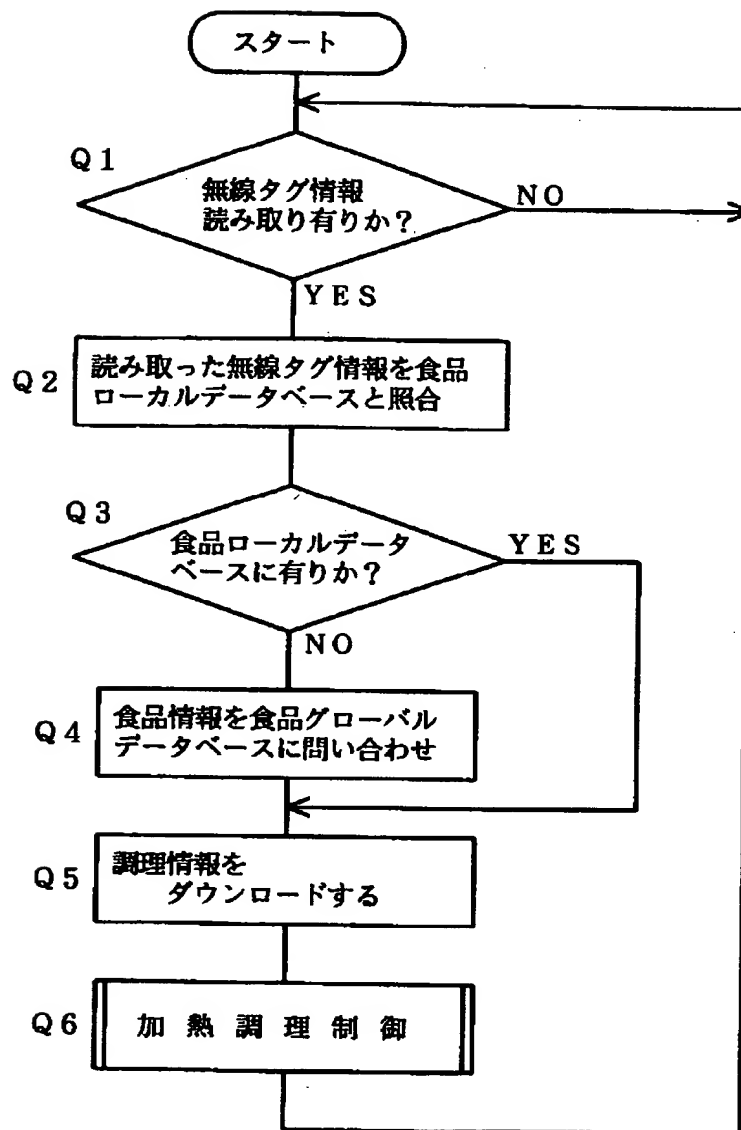 スタート
Q1
無線タグ情報
読み取り有りか？
NO
YES
Q2
読み取った無線タグ情報を食品
ローカルデータベースと照合
Q3
食品ローカルデータ
ベースに有りか？
YES
NO
Q4
食品情報を食品グローバル
データベースに問い合わせ
Q5
調理情報を
ダウンロードする
Q6
加熱調理制御